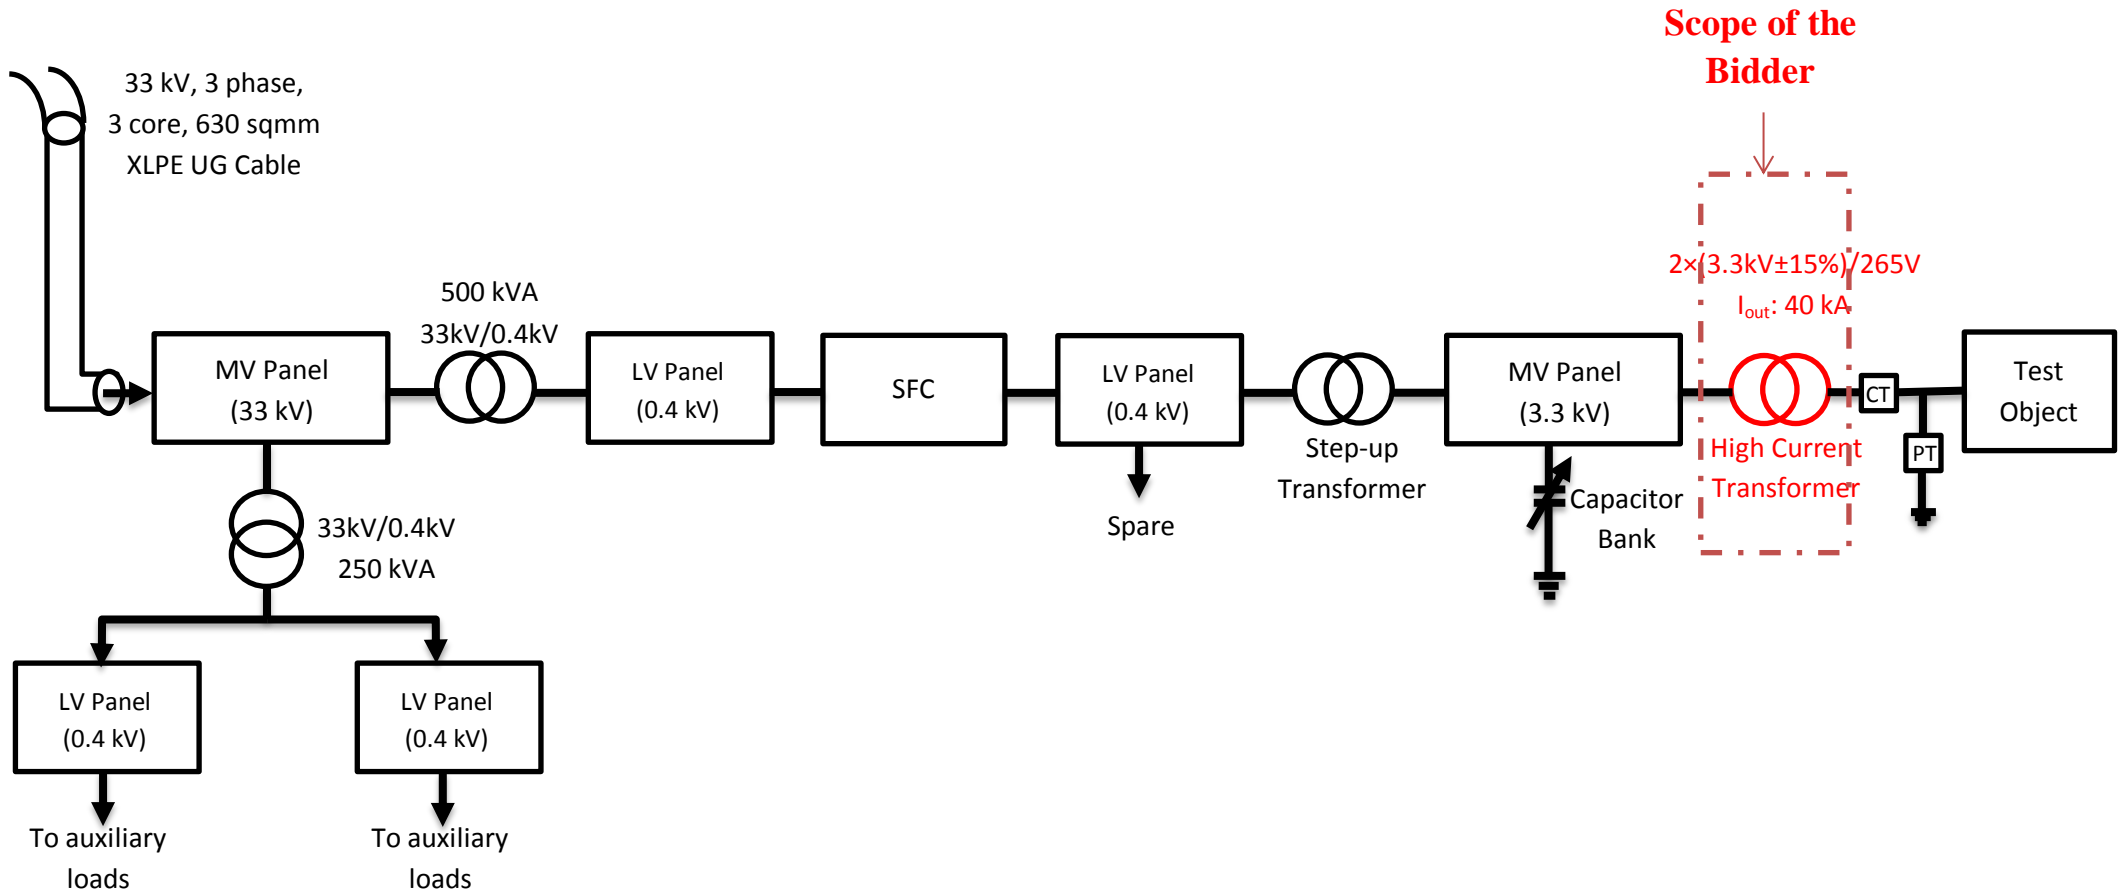 Scope of the
Bidder
33 kV, 3 phase,
3 core, 630 sqmm
XLPE UG Cable
500 kVA
33kV/0.4kV
2×(3.3kV±15%)/265V
Iout: 40 kA
MV Panel
(33 kV)
LV Panel
(0.4 kV)
SFC
LV Panel
(0.4 kV)
MV Panel
(3.3 kV)
CT
Test
Object
PT
Step-up
Transformer
High Current
Transformer
Spare
Capacitor
Bank
33kV/0.4kV
250 kVA
LV Panel
(0.4 kV)
LV Panel
(0.4 kV)
To auxiliary
loads
To auxiliary
loads